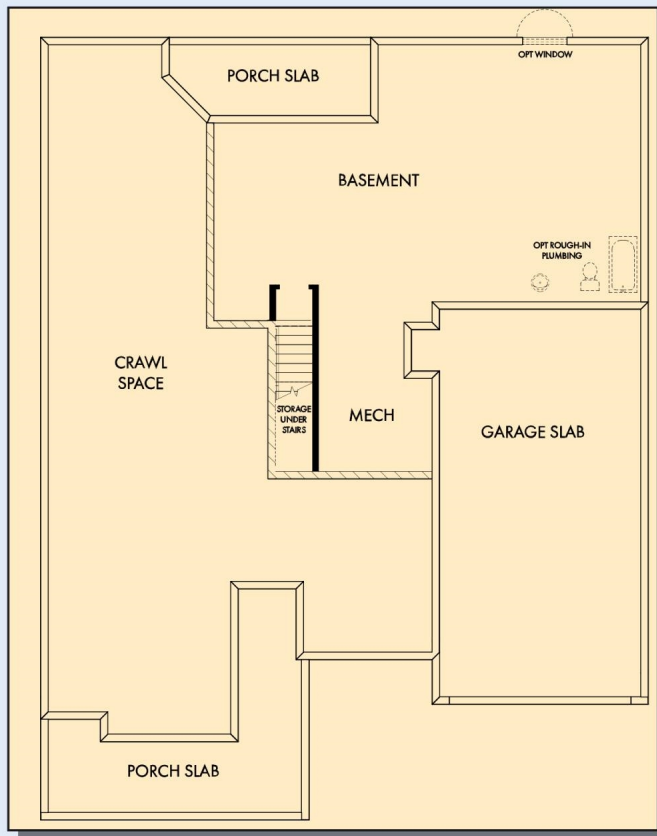 PORCH SLAB
OPT WINDOW
BASEMENT
OPT ROUGH-IN
PLUMBING
CRAWL
SPACE
STORAGE
UNDER
STAIRS
MECH
GARAGE SLAB
PORCH SLAB